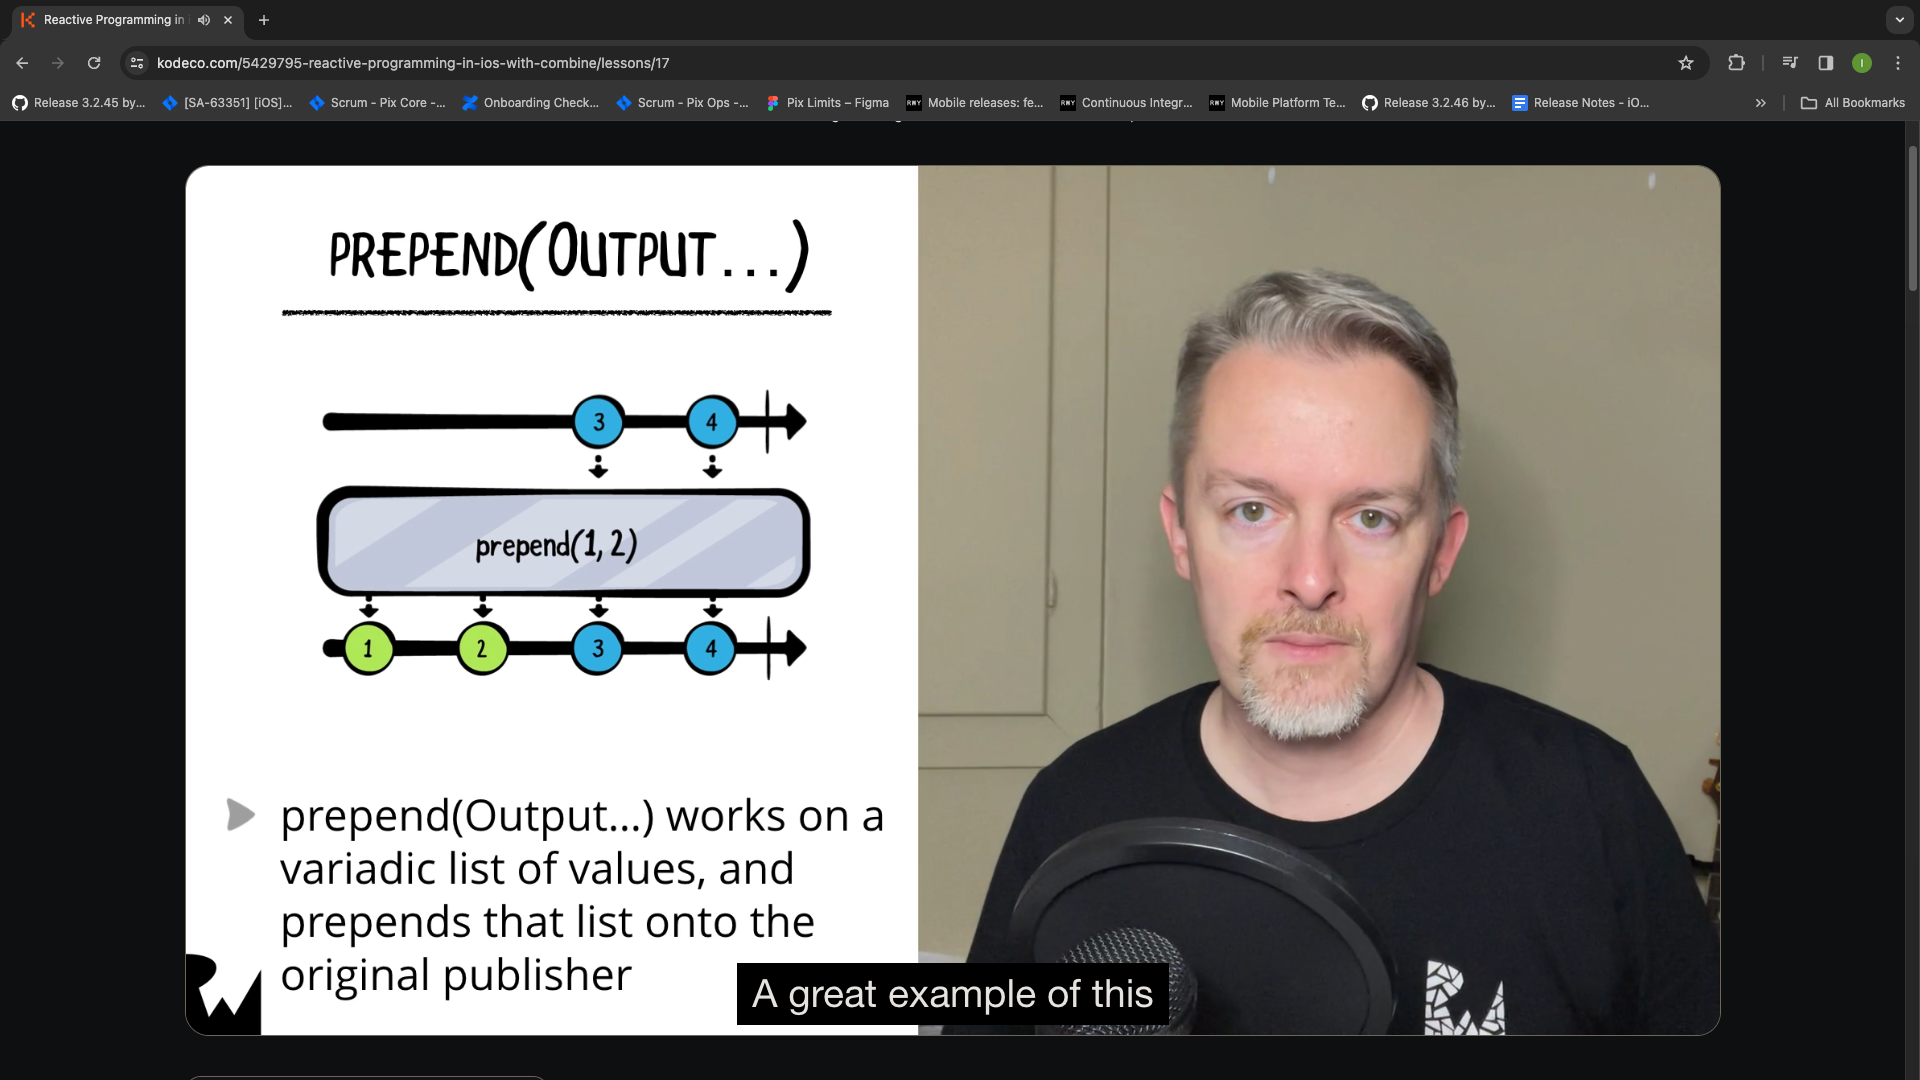 Reactive Programming in
kodeco.com/5429795-reactive-programming-in-ios-with-combine/lessons/17
I
Release 3.2.45 by...
[SA-63351] [iOS]...
Scrum - Pix Core -...
Onboarding Check...
Scrum - Pix Ops -...
Pix Limits – Figma
RWY
Mobile releases: fe...
RWY
Continuous Integr...
RWY
Mobile Platform Te...
Release 3.2.46 by...
Release Notes - iO...
»
All Bookmarks
PREPEND(OUTPUT...)
3 4
prepend(1, 2)
1 2 3 4
prepend(Output...) works on a
variadic list of values, and
prepends that list onto the
original publisher
A great example of this